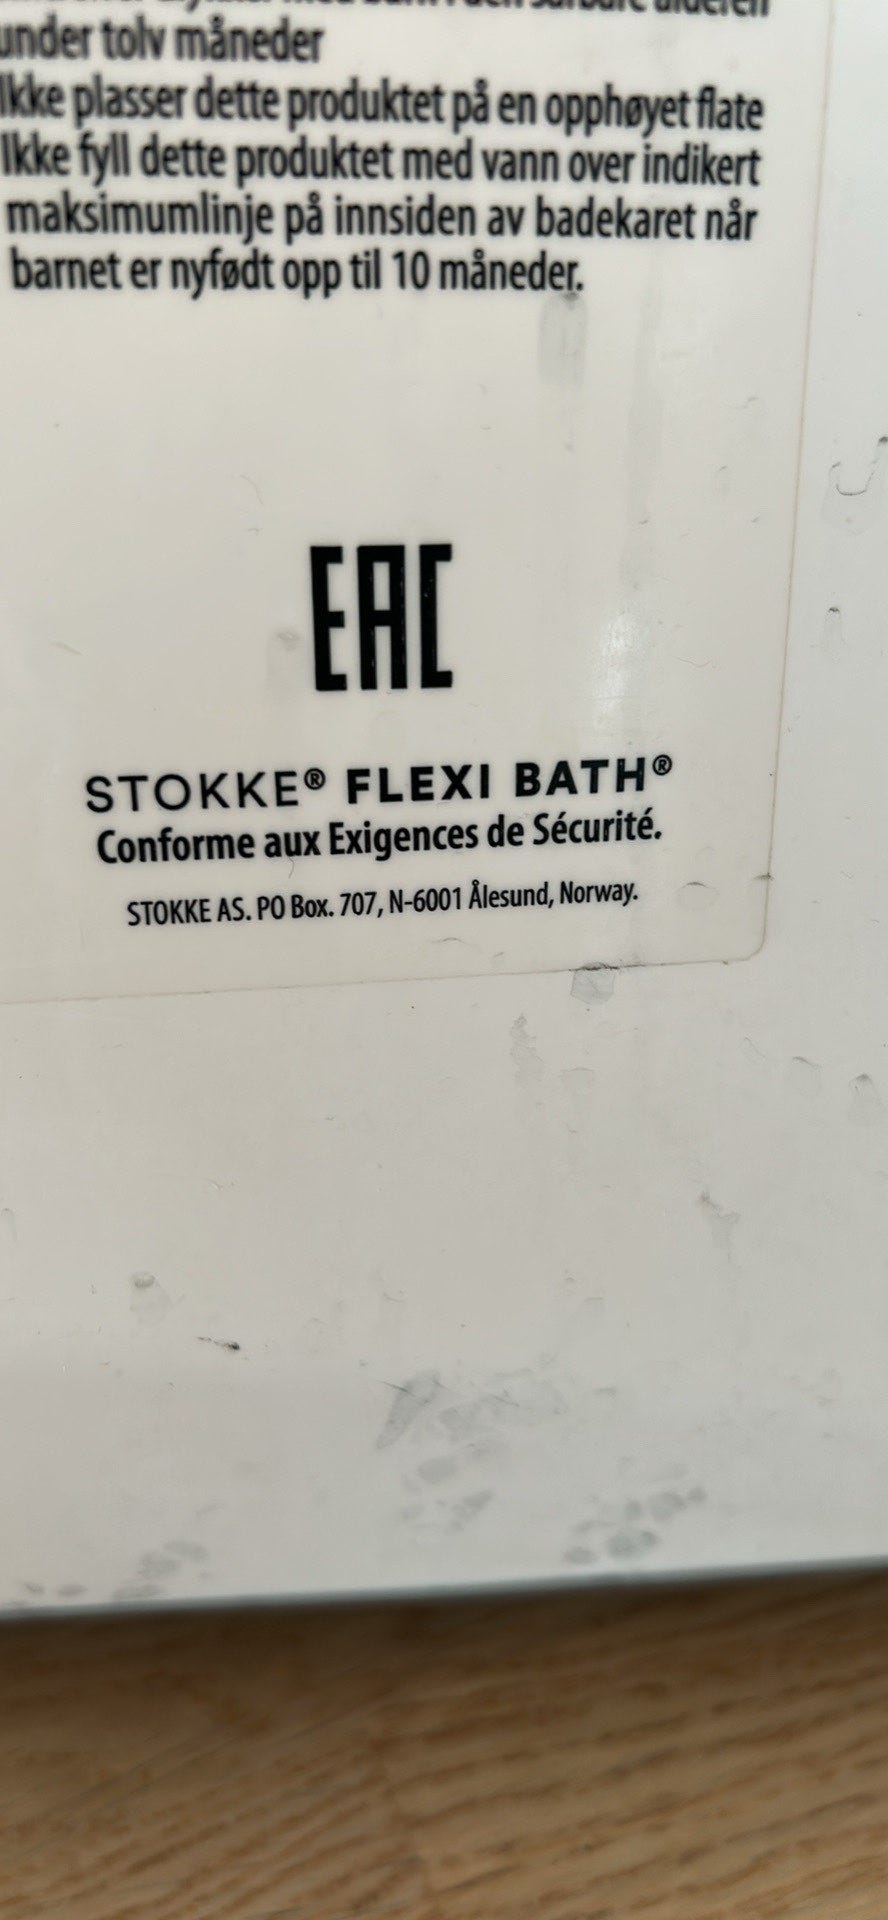 under tolv måneder
Ikke plasser dette produktet på en opphøyet flate
Ikke fyll dette produktet med vann over indikert
maksimumlinje på innsiden av badekaret når
barnet er nyfødt opp til 10 måneder.
EAC
STOKKE® FLEXI BATH®
Conforme aux Exigences de Sécurité.
STOKKE AS. PO Box. 707, N-6001 Ålesund, Norway.